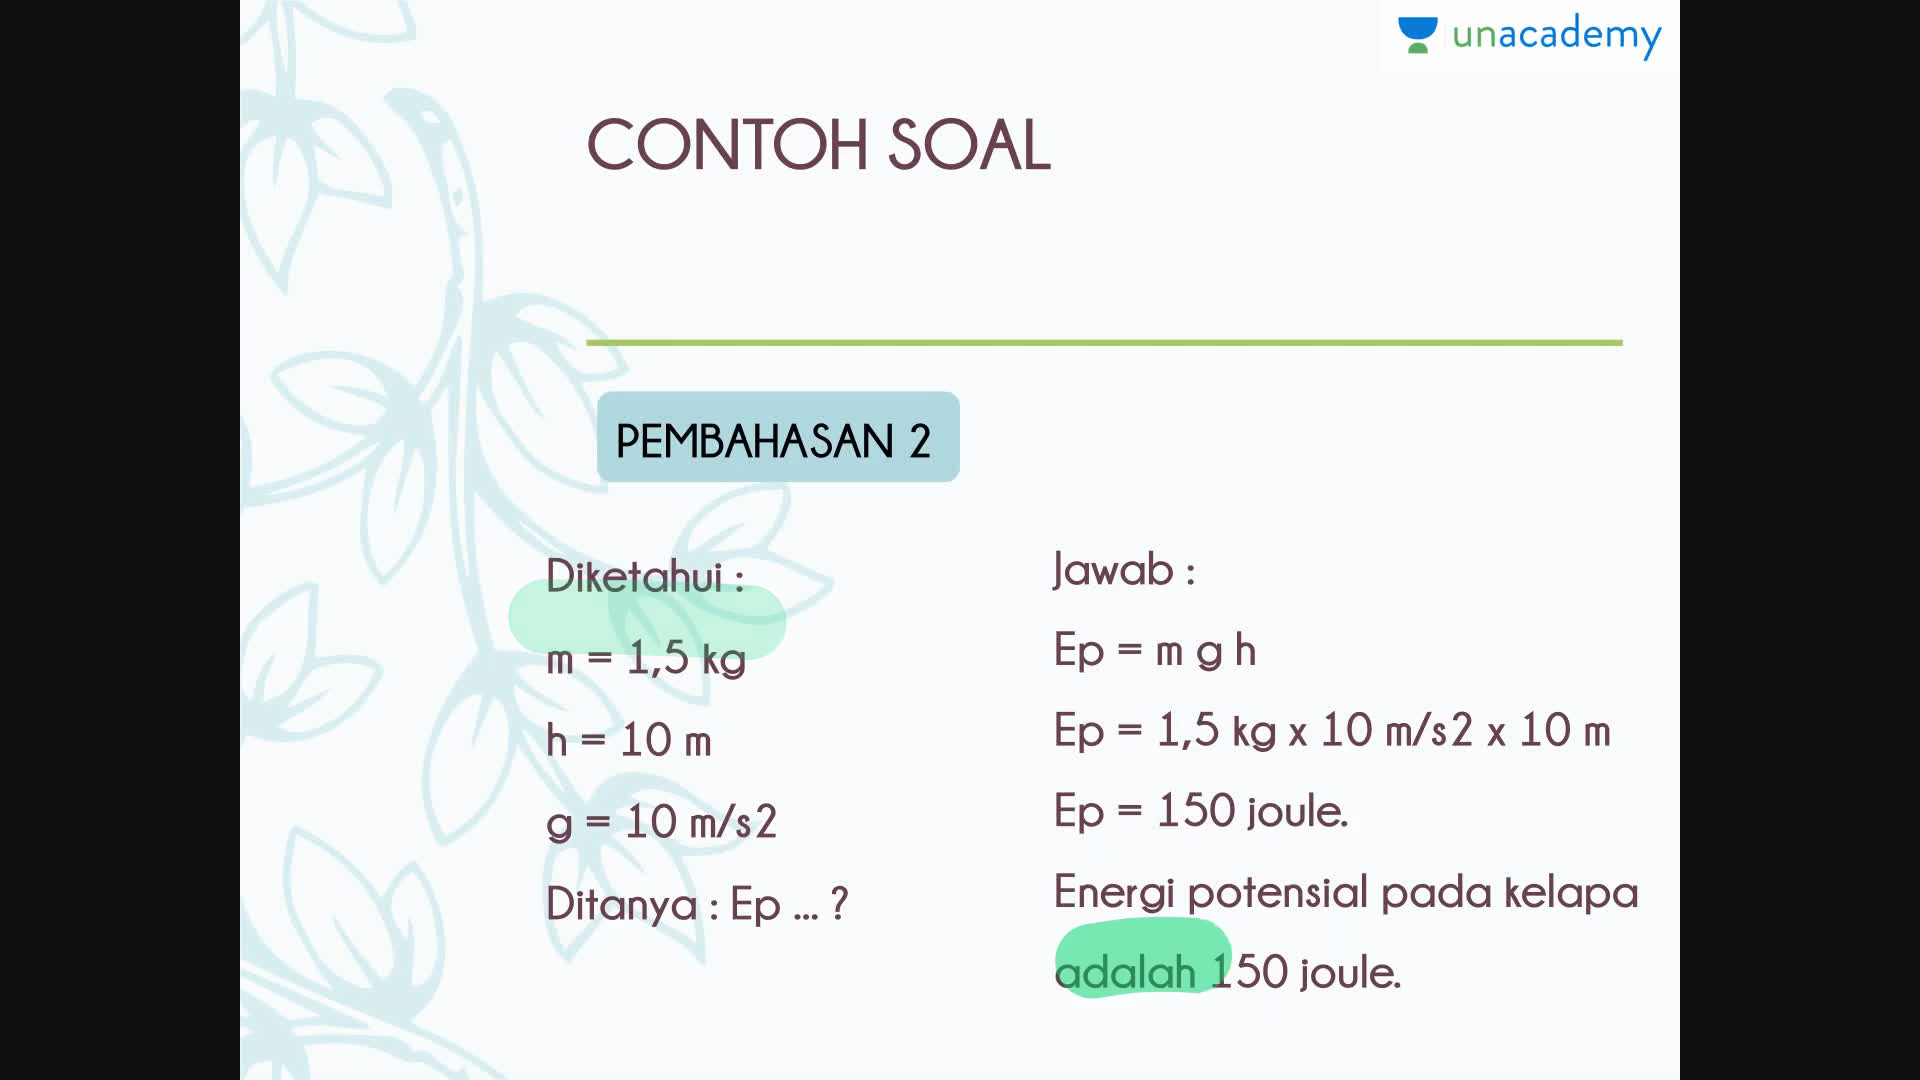 unacademy
CONTOH SOAL
PEMBAHASAN 2
Diketahui :
m = 1,5 kg
h = 10 m
g = 10 m/s2
Ditanya : Ep ... ?
Jawab :
Ep = m g h
Ep = 1,5 kg x 10 m/s2 x 10 m
Ep = 150 joule.
Energi potensial pada kelapa
adalah 150 joule.